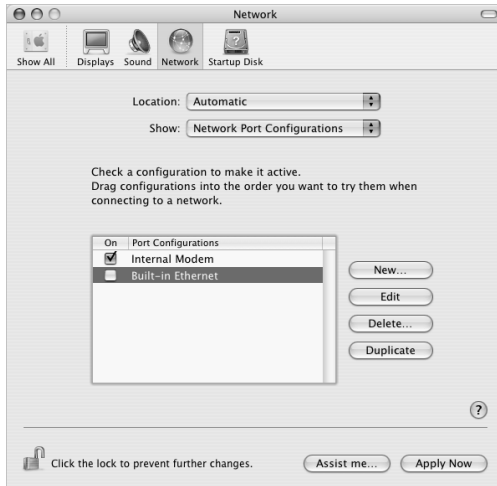 Network
Show All Displays Sound Network Startup Disk
Location: Automatic
Show: Network Port Configurations
Check a configuration to make it active.
Drag configurations into the order you want to try them when
connecting to a network.
On Port Configurations
Internal Modem
Built-in Ethernet
New...
Edit
Delete...
Duplicate
?
Click the lock to prevent further changes.
Assist me... Apply Now